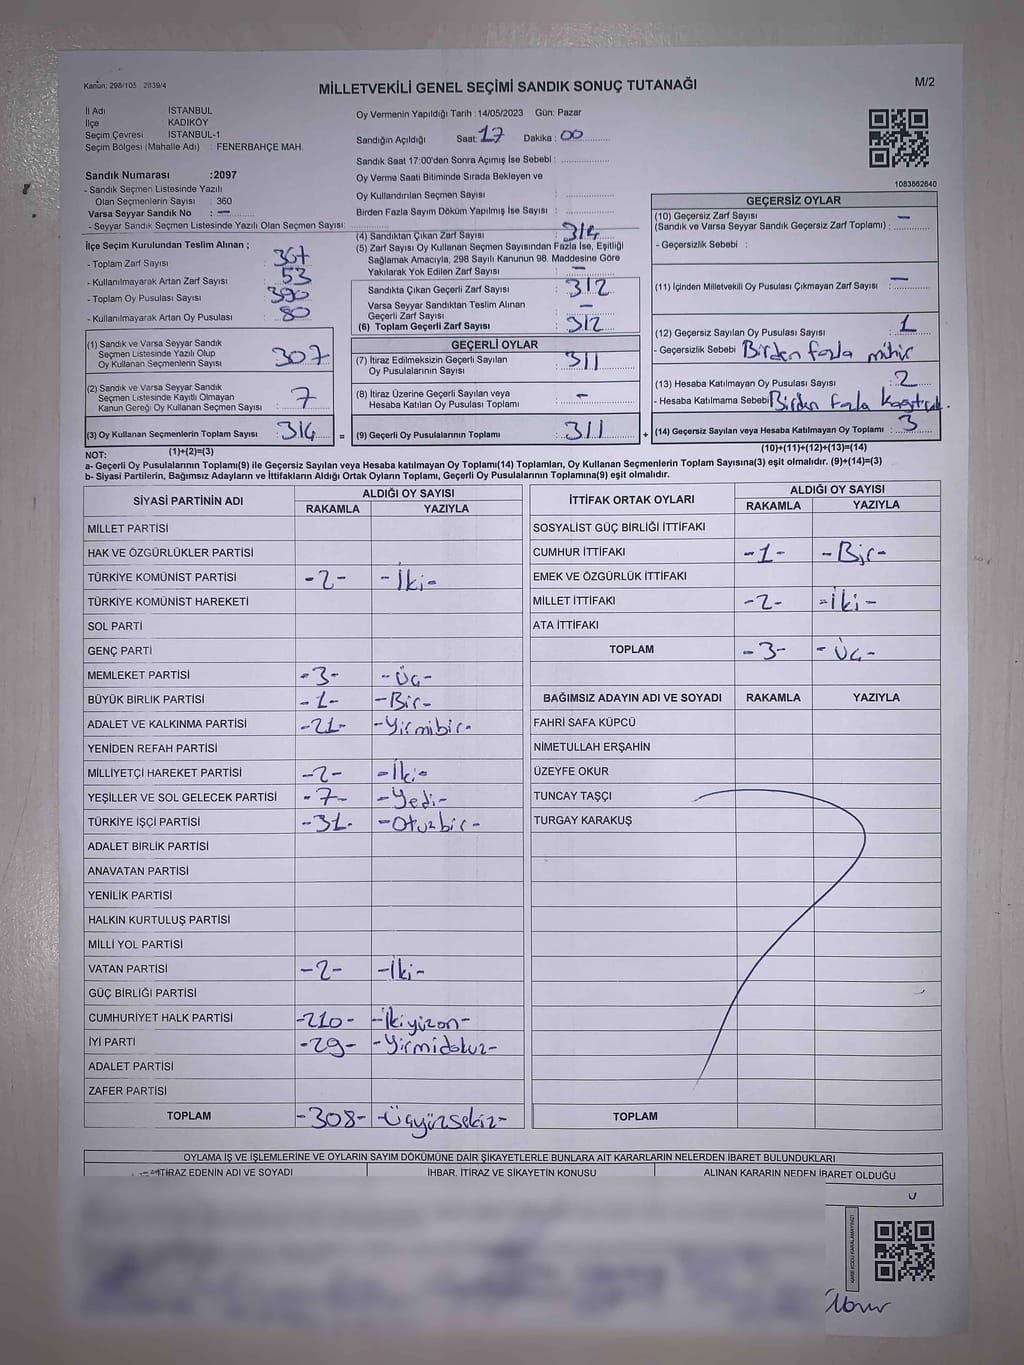 Kanun: 298/105 2839/4
MİLLETVEKİLİ GENEL SEÇİMİ SANDIK SONUÇ TUTANAĞI
M/2
İl Adı İSTANBUL
İlçe KADIKÖY
Seçim Çevresi İSTANBUL-1
Seçim Bölgesi (Mahalle Adı) : FENERBAHÇE MAH.
Oy Vermenin Yapıldığı Tarih : 14/05/2023 Gün: Pazar
Sandığın Açıldığı Saat: 17 Dakika : 00
Sandık Saat 17:00'den Sonra Açımış İse Sebebi :
Oy Verme Saati Bitiminde Sırada Bekleyen ve
Oy Kullandırılan Seçmen Sayısı :
Birden Fazla Sayım Döküm Yapılmış İse Sayısı :
1083862640
Sandık Numarası :2097
- Sandık Seçmen Listesinde Yazılı
Olan Seçmenlerin Sayısı : 360
Varsa Seyyar Sandık No : -
- Seyyar Sandık Seçmen Listesinde Yazılı Olan Seçmen Sayısı:
İlçe Seçim Kurulundan Teslim Alınan ;
- Toplam Zarf Sayısı : 367
- Kullanılmayarak Artan Zarf Sayısı : 53
- Toplam Oy Pusulası Sayısı : 390
- Kullanılmayarak Artan Oy Pusulası : 80
(1) Sandık ve Varsa Seyyar Sandık
Seçmen Listesinde Yazılı Olup
Oy Kullanan Seçmenlerin Sayısı : 307
(2) Sandık ve Varsa Seyyar Sandık
Seçmen Listesinde Kayıtlı Olmayan
Kanun Gereği Oy Kullanan Seçmen Sayısı : 7
(3) Oy Kullanan Seçmenlerin Toplam Sayısı : 314
(1)+(2)=(3)
(4) Sandıktan Çıkan Zarf Sayısı : 314
(5) Zarf Sayısı Oy Kullanan Seçmen Sayısından Fazla İse, Eşitliği
Sağlamak Amacıyla, 298 Sayılı Kanunun 98. Maddesine Göre
Yakılarak Yok Edilen Zarf Sayısı : -
Sandıkta Çıkan Geçerli Zarf Sayısı : 312
Varsa Seyyar Sandıktan Teslim Alınan
Geçerli Zarf Sayısı : -
(6) Toplam Geçerli Zarf Sayısı : 312
GEÇERLİ OYLAR
(7) İtiraz Edilmeksizin Geçerli Sayılan
Oy Pusulalarının Sayısı : 311
(8) İtiraz Üzerine Geçerli Sayılan veya
Hesaba Katılan Oy Pusulası Toplamı : -
= (9) Geçerli Oy Pusulalarının Toplamı : 311 +
GEÇERSİZ OYLAR
(10) Geçersiz Zarf Sayısı -
(Sandık ve Varsa Seyyar Sandık Geçersiz Zarf Toplamı) :
- Geçersizlik Sebebi :
(11) İçinden Milletvekili Oy Pusulası Çıkmayan Zarf Sayısı : -
(12) Geçersiz Sayılan Oy Pusulası Sayısı : 1
- Geçersizlik Sebebi : Birden fazla mühür
(13) Hesaba Katılmayan Oy Pusulası Sayısı : 2
- Hesaba Katılmama Sebebi : Birden fazla
(14) Geçersiz Sayılan veya Hesaba Katılmayan Oy Toplamı : 3
(10)+(11)+(12)+(13)=(14)
NOT:
a- Geçerli Oy Pusulalarının Toplamı(9) ile Geçersiz Sayılan veya Hesaba katılmayan Oy Toplamı(14) Toplamları, Oy Kullanan Seçmenlerin Toplam Sayısına(3) eşit olmalıdır. (9)+(14)=(3)
b- Siyasi Partilerin, Bağımsız Adayların ve İttifakların Aldığı Ortak Oyların Toplamı, Geçerli Oy Pusulalarının Toplamına(9) eşit olmalıdır.
SİYASİ PARTİNİN ADI ALDIĞI OY SAYISI
RAKAMLA YAZIYLA
MİLLET PARTİSİ
HAK VE ÖZGÜRLÜKLER PARTİSİ
TÜRKİYE KOMÜNİST PARTİSİ -2- -İki-
TÜRKİYE KOMÜNİST HAREKETİ
SOL PARTİ
GENÇ PARTİ
MEMLEKET PARTİSİ -3- -Üç-
BÜYÜK BİRLİK PARTİSİ -1- -Bir-
ADALET VE KALKINMA PARTİSİ -21- -Yirmibir-
YENİDEN REFAH PARTİSİ
MİLLİYETÇİ HAREKET PARTİSİ -2- -İki-
YEŞİLLER VE SOL GELECEK PARTİSİ -7- -Yedi-
TÜRKİYE İŞÇİ PARTİSİ -31- -Otuzbir-
ADALET BİRLİK PARTİSİ
ANAVATAN PARTİSİ
YENİLİK PARTİSİ
HALKIN KURTULUŞ PARTİSİ
MİLLİ YOL PARTİSİ
VATAN PARTİSİ -2- -İki-
GÜÇ BİRLİĞİ PARTİSİ
CUMHURİYET HALK PARTİSİ -210- -İkiyüzon-
İYİ PARTİ -29- -Yirmidokuz-
ADALET PARTİSİ
ZAFER PARTİSİ
TOPLAM -308- -Üçyüzsekiz-
İTTİFAK ORTAK OYLARI ALDIĞI OY SAYISI
RAKAMLA YAZIYLA
SOSYALİST GÜÇ BİRLİĞİ İTTİFAKI
CUMHUR İTTİFAKI -1- -Bir-
EMEK VE ÖZGÜRLÜK İTTİFAKI
MİLLET İTTİFAKI -2- -İki-
ATA İTTİFAKI
TOPLAM -3- -Üç-
BAĞIMSIZ ADAYIN ADI VE SOYADI RAKAMLA YAZIYLA
FAHRİ SAFA KÜPCÜ
NİMETULLAH ERŞAHİN
ÜZEYFE OKUR
TUNCAY TAŞÇI
TURGAY KARAKUŞ
TOPLAM
OYLAMA İŞ VE İŞLEMLERİNE VE OYLARIN SAYIM DÖKÜMÜNE DAİR ŞİKAYETLERLE BUNLARA AİT KARARLARIN NELERDEN İBARET BULUNDUKLARI
İTİRAZ EDENİN ADI VE SOYADI İHBAR, İTİRAZ VE ŞİKAYETİN KONUSU ALINAN KARARIN NEDEN İBARET OLDUĞU
KARE KODU KARALAMAYINIZ!